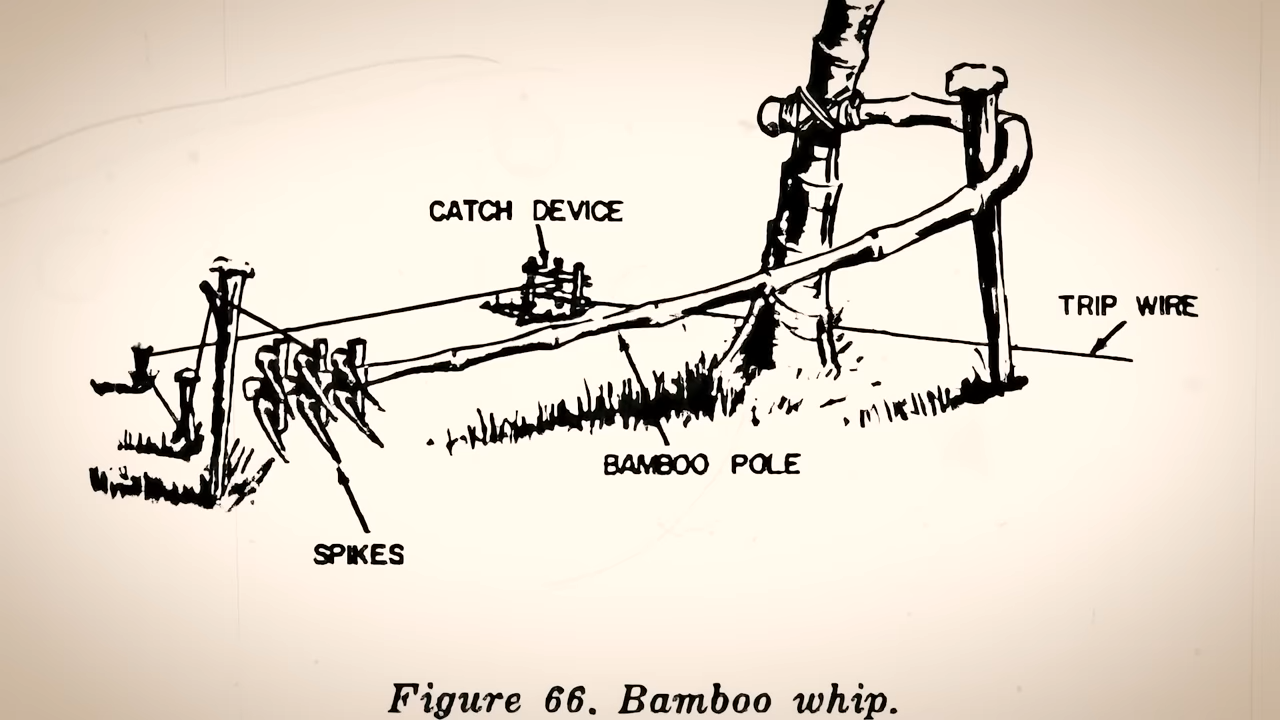 CATCH DEVICE
TRIP WIRE
BAMBOO POLE
SPIKES
Figure 66. Bamboo whip.